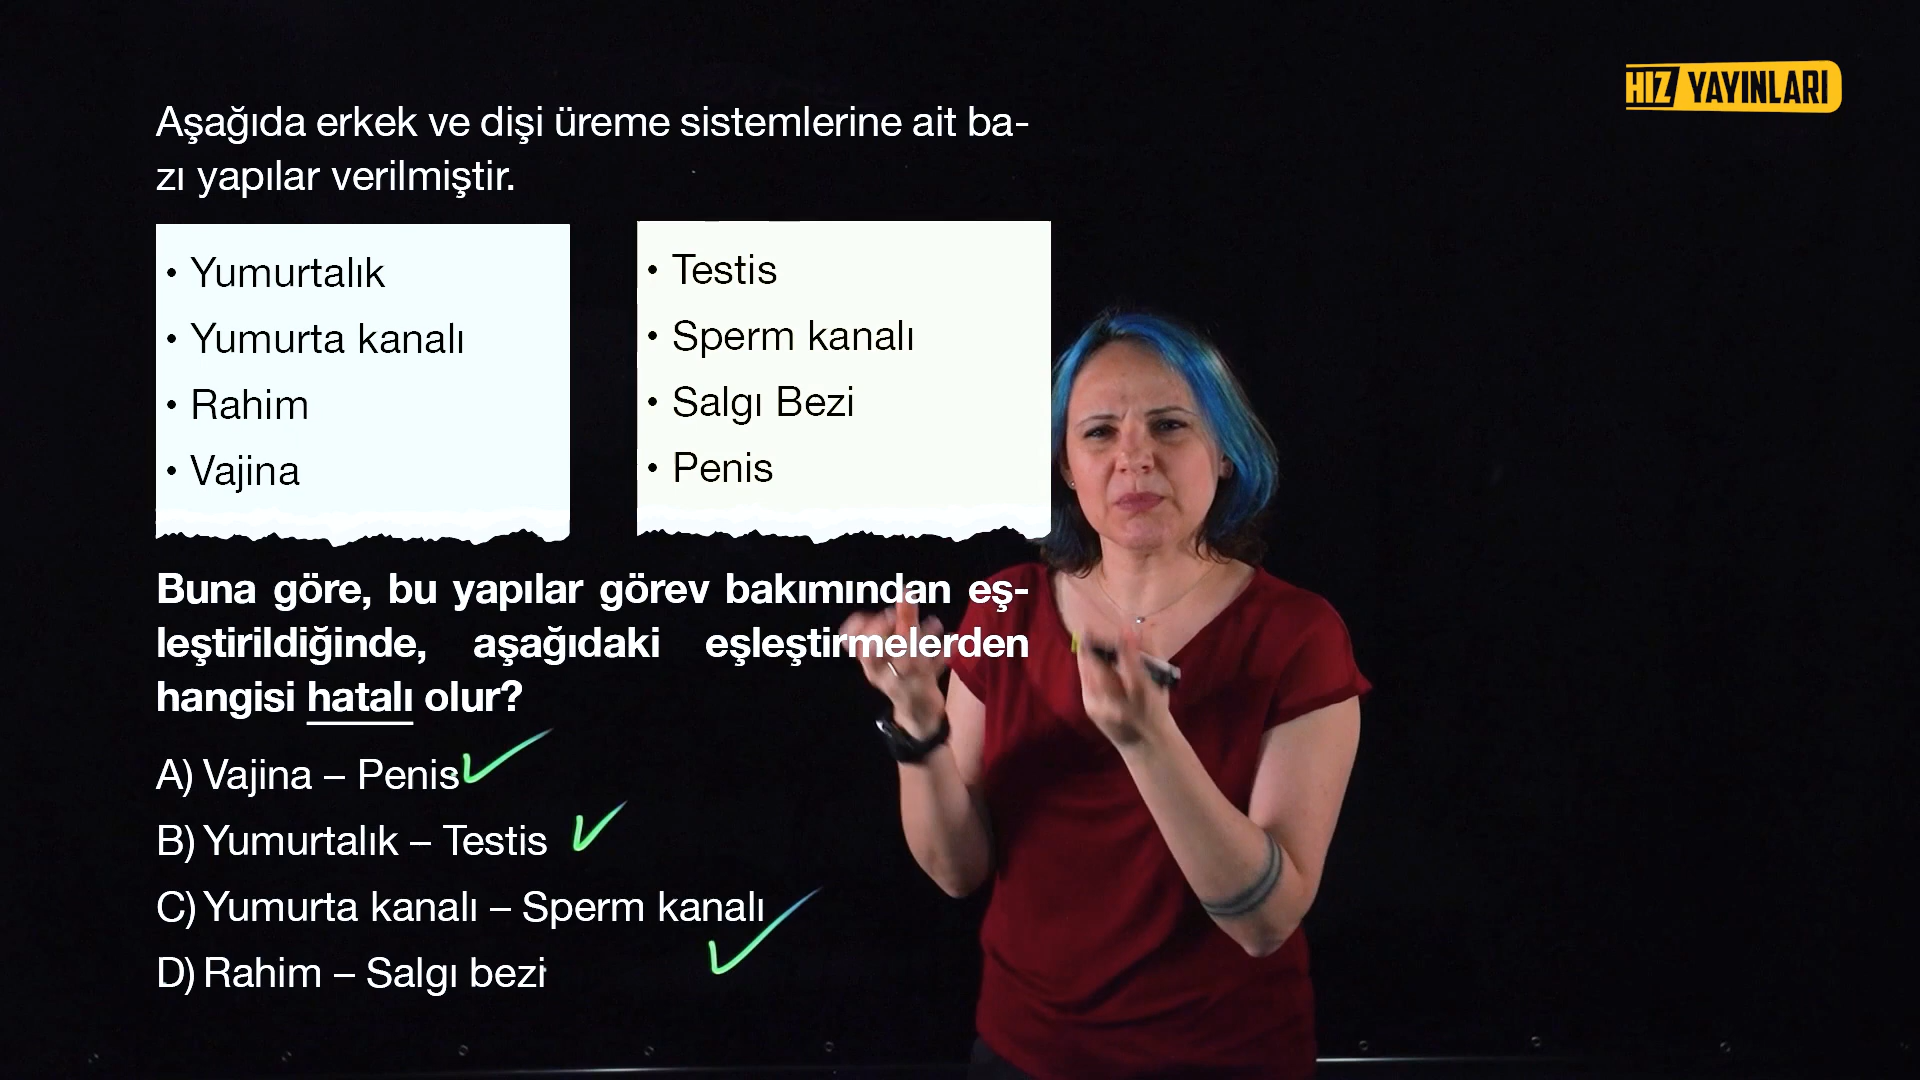 HIZ YAYINLARI
Aşağıda erkek ve dişi üreme sistemlerine ait ba-
zı yapılar verilmiştir.
• Yumurtalık
• Yumurta kanalı
• Rahim
• Vajina
• Testis
• Sperm kanalı
• Salgı Bezi
• Penis
Buna göre, bu yapılar görev bakımından eş-
leştirildiğinde, aşağıdaki eşleştirmelerden
hangisi hatalı olur?
A) Vajina – Penis
B) Yumurtalık – Testis
C) Yumurta kanalı – Sperm kanalı
D) Rahim – Salgı bezi